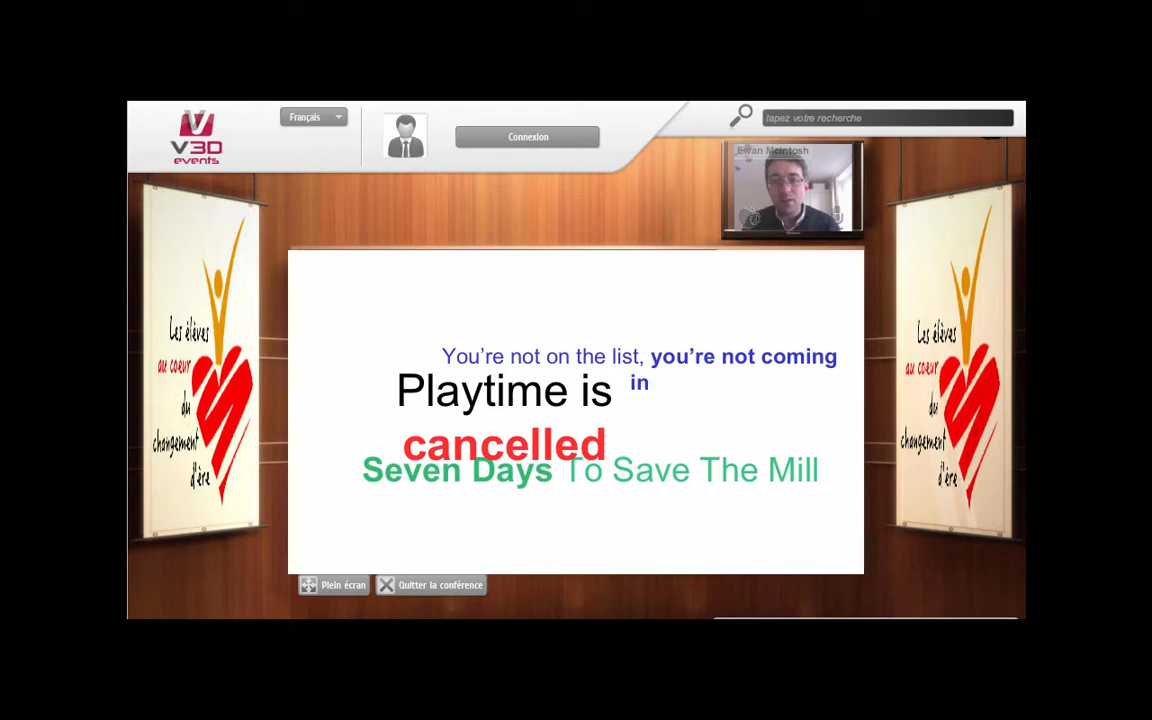 Français
Connexion
tapez votre recherche
V3D
events
Ewan McIntosh
Les élèves
au coeur
du
changement
d'ère
Les élèves
au coeur
du
changement
d'ère
You're not on the list, you're not coming
in
Playtime is
cancelled
Seven Days To Save The Mill
Plein écran
Quitter la conférence